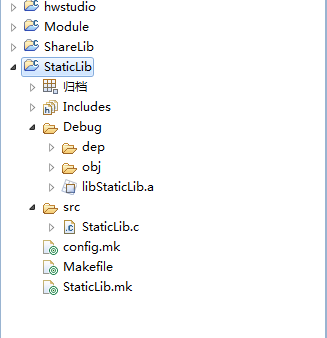 hwstudio
Module
ShareLib
StaticLib
归档
Includes
Debug
dep
obj
libStaticLib.a
src
StaticLib.c
config.mk
Makefile
StaticLib.mk